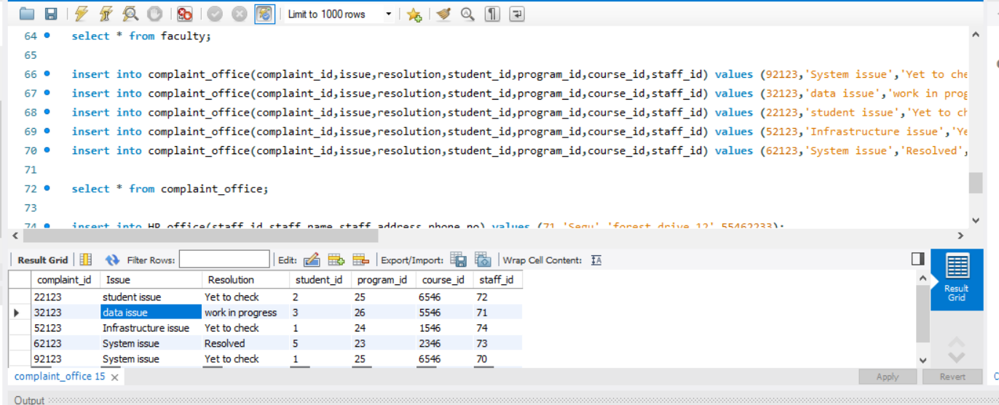 Limit to 1000 rows
64 select * from faculty;
65
66 insert into complaint_office(complaint_id,issue,resolution,student_id,program_id,course_id,staff_id) values (92123,'System issue','Yet to che
67 insert into complaint_office(complaint_id,issue,resolution,student_id,program_id,course_id,staff_id) values (32123,'data issue','work in prog
68 insert into complaint_office(complaint_id,issue,resolution,student_id,program_id,course_id,staff_id) values (22123,'student issue','Yet to ch
69 insert into complaint_office(complaint_id,issue,resolution,student_id,program_id,course_id,staff_id) values (52123,'Infrastructure issue','Ye
70 insert into complaint_office(complaint_id,issue,resolution,student_id,program_id,course_id,staff_id) values (62123,'System issue','Resolved',
71
72 select * from complaint_office;
73
74 insert into HR_office(staff_id,staff_name,staff_address,phone_no) values (71,'Segu','forest drive 12',55462233);
Result Grid Filter Rows: Edit: Export/Import: Wrap Cell Content:
complaint_id Issue Resolution student_id program_id course_id staff_id
22123 student issue Yet to check 2 25 6546 72
32123 data issue work in progress 3 26 5546 71
52123 Infrastructure issue Yet to check 1 24 1546 74
62123 System issue Resolved 5 23 2346 73
92123 System issue Yet to check 1 25 6546 70
Result
Grid
complaint_office 15 Apply Revert
Output